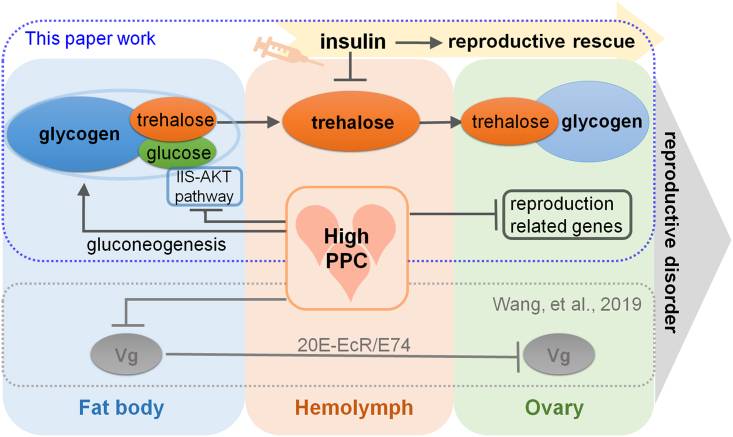 This paper work
insulin
reproductive rescue
glycogen
trehalose
glucose
trehalose
trehalose
glycogen
IIS-AKT
pathway
gluconeogenesis
High
PPC
reproduction
related genes
reproductive disorder
Wang, et al., 2019
Vg
20E-EcR/E74
Vg
Fat body
Hemolymph
Ovary